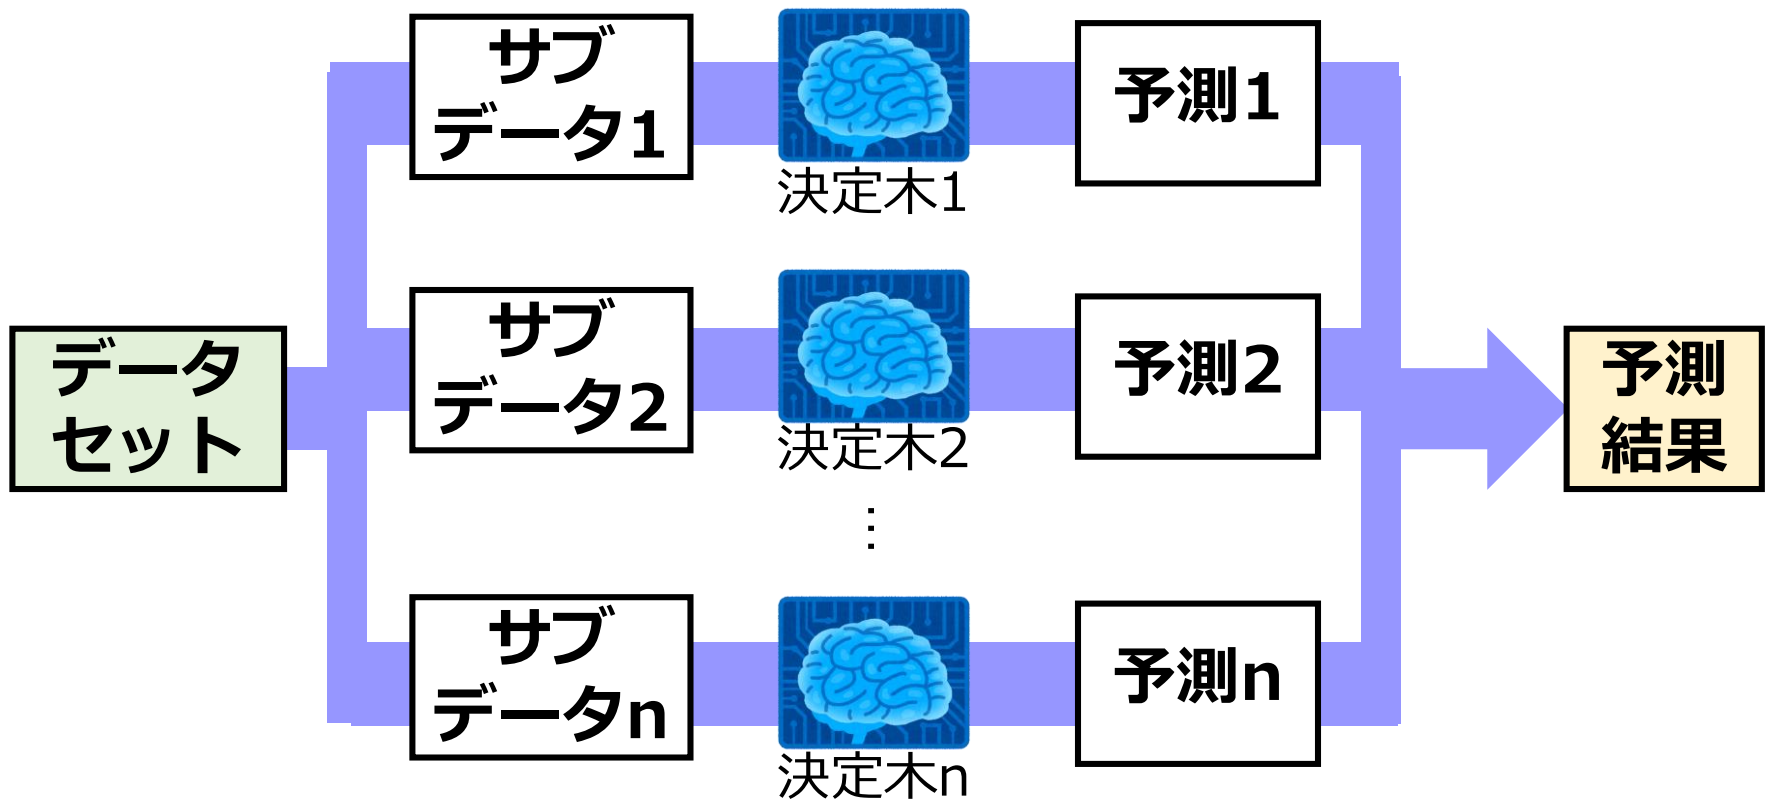 データ
セット
サブ
データ1
決定木1
予測1
サブ
データ2
決定木2
予測2
⋮
サブ
データn
決定木n
予測n
予測
結果